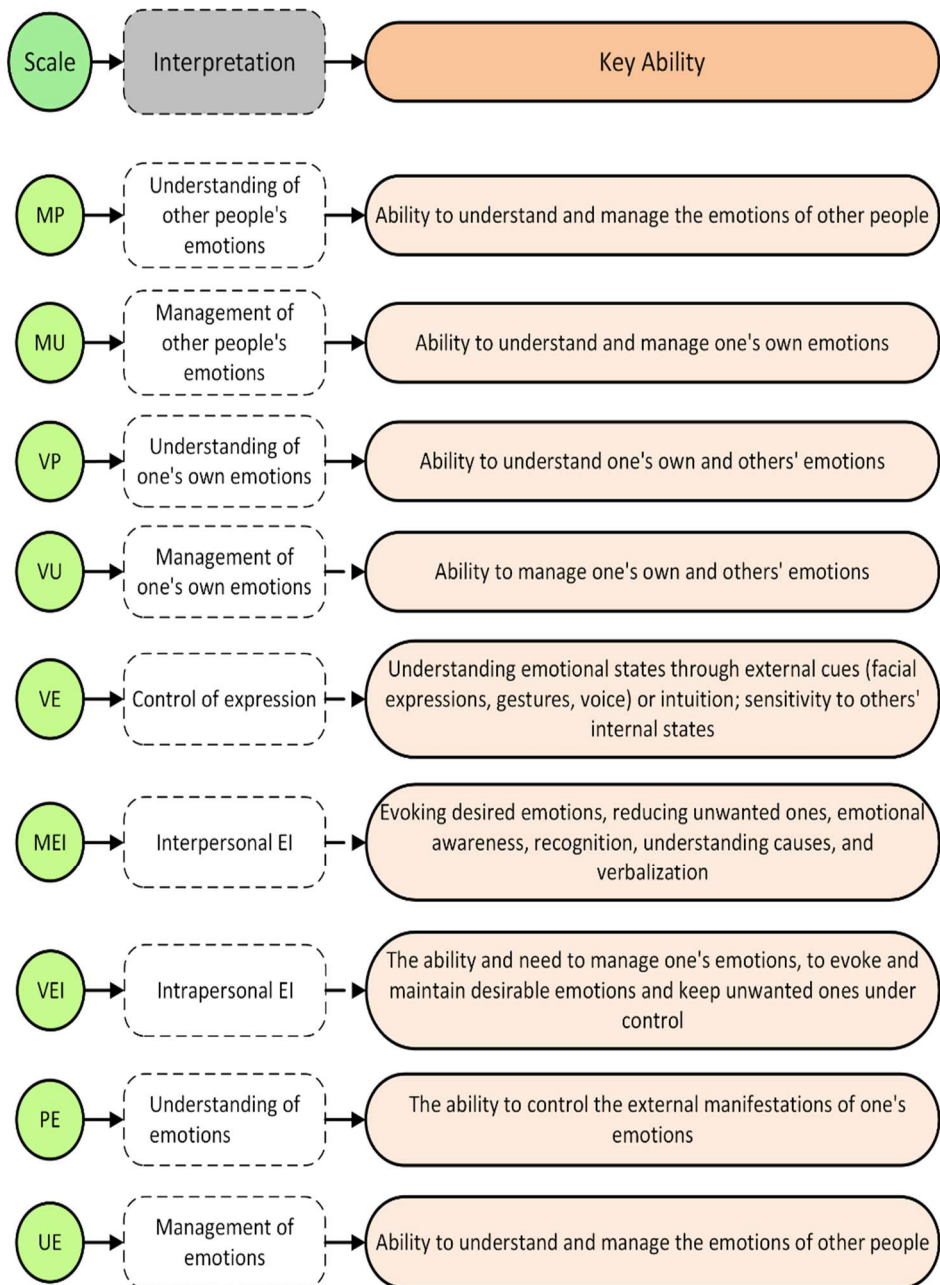 Scale
Interpretation
Key Ability
MP
Understanding of
other people's
emotions
Ability to understand and manage the emotions of other people
MU
Management of
other people's
emotions
Ability to understand and manage one's own emotions
VP
Understanding of
one's own emotions
Ability to understand one's own and others' emotions
VU
Management of
one's own emotions
Ability to manage one's own and others' emotions
VE
Control of expression
Understanding emotional states through external cues (facial
expressions, gestures, voice) or intuition; sensitivity to others'
internal states
MEI
Interpersonal EI
Evoking desired emotions, reducing unwanted ones, emotional
awareness, recognition, understanding causes, and
verbalization
VEI
Intrapersonal EI
The ability and need to manage one's emotions, to evoke and
maintain desirable emotions and keep unwanted ones under
control
PE
Understanding of
emotions
The ability to control the external manifestations of one's
emotions
UE
Management of
emotions
Ability to understand and manage the emotions of other people